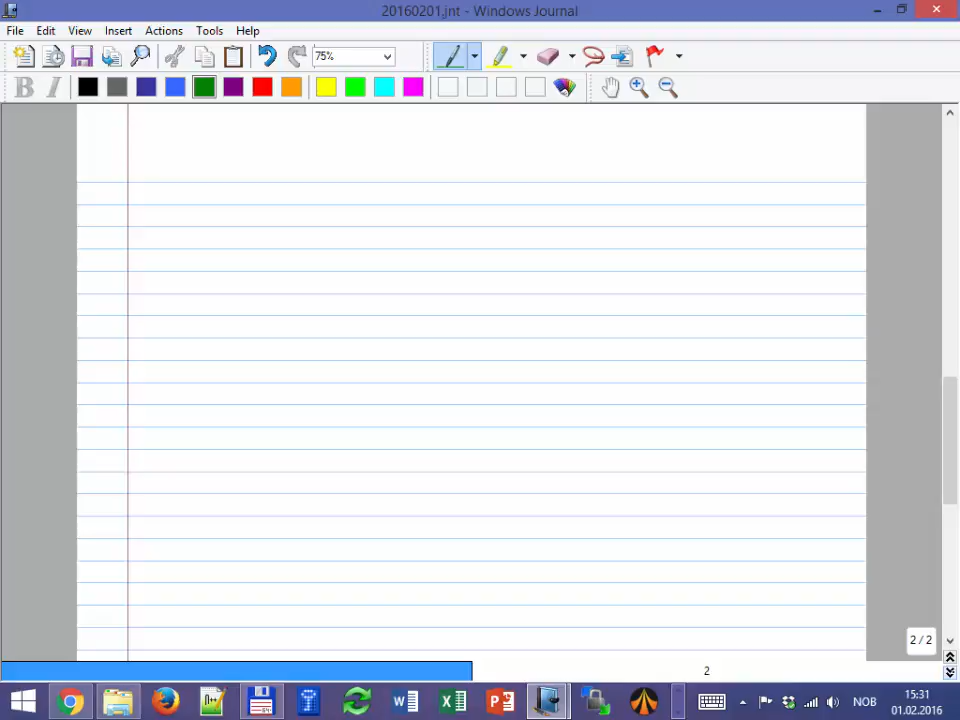 20160201.jnt - Windows Journal
File Edit View Insert Actions Tools Help
75%
B I
2 / 2
2
NOB
15:31
01.02.2016